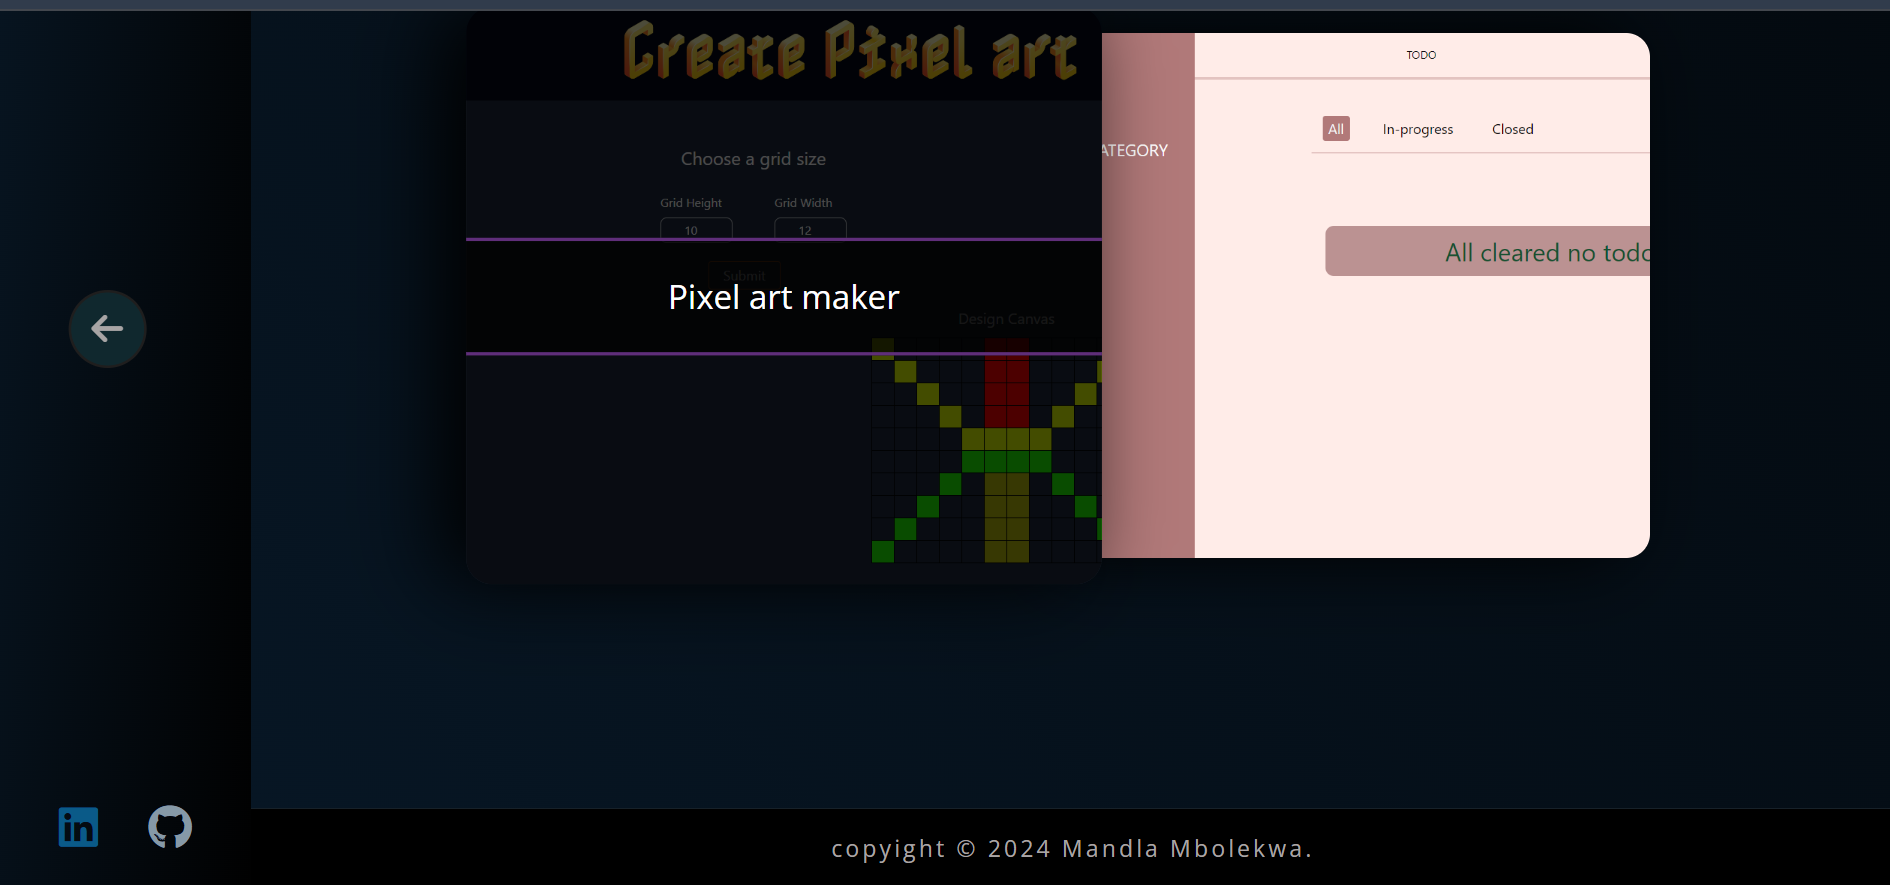 Create Pixel art
Choose a grid size
Grid Height Grid Width
10 12
Submit
Pixel art maker
Design Canvas
TODO
ATEGORY
All In-progress Closed
All cleared no todo
in
copyight © 2024 Mandla Mbolekwa.